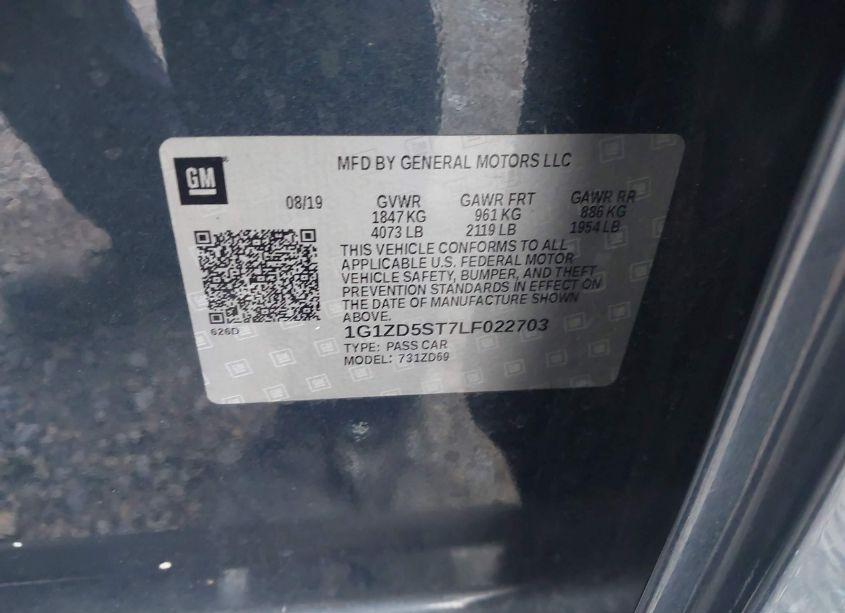 GM
MFD BY GENERAL MOTORS LLC
08/19 GVWR GAWR FRT GAWR RR
1847 KG 961 KG 886 KG
4073 LB 2119 LB 1954 LB
THIS VEHICLE CONFORMS TO ALL
APPLICABLE U.S. FEDERAL MOTOR
VEHICLE SAFETY, BUMPER, AND THEFT
PREVENTION STANDARDS IN EFFECT ON
THE DATE OF MANUFACTURE SHOWN
ABOVE.
626D
1G1ZD5ST7LF022703
TYPE: PASS CAR
MODEL: 731ZD69